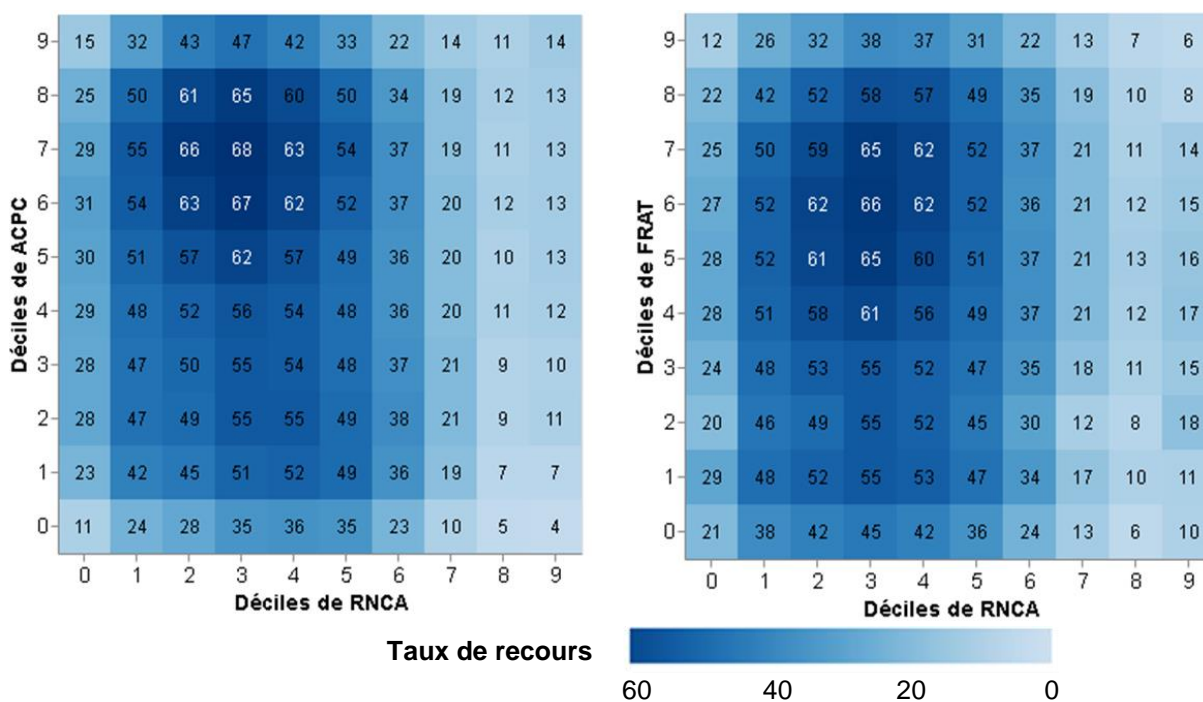 Déciles de ACPC
9 15 32 43 47 42 33 22 14 11 14
8 25 50 61 65 60 50 34 19 12 13
7 29 55 66 68 63 54 37 19 11 13
6 31 54 63 67 62 52 37 20 12 13
5 30 51 57 62 57 49 36 20 10 13
4 29 48 52 56 54 48 36 20 11 12
3 28 47 50 55 54 48 37 21 9 10
2 28 47 49 55 55 49 38 21 9 11
1 23 42 45 51 52 49 36 19 7 7
0 11 24 28 35 36 35 23 10 5 4
0 1 2 3 4 5 6 7 8 9
Déciles de RNCA
Déciles de FRAT
9 12 26 32 38 37 31 22 13 7 6
8 22 42 52 58 57 49 35 19 10 8
7 25 50 59 65 62 52 37 21 11 14
6 27 52 62 66 62 52 36 21 12 15
5 28 52 61 65 60 51 37 21 13 16
4 28 51 58 61 56 49 37 21 12 17
3 24 48 53 55 52 47 35 18 11 15
2 20 46 49 55 52 45 30 12 8 18
1 29 48 52 55 53 47 34 17 10 11
0 21 38 42 45 42 36 24 13 6 10
0 1 2 3 4 5 6 7 8 9
Déciles de RNCA
Taux de recours
60 40 20 0